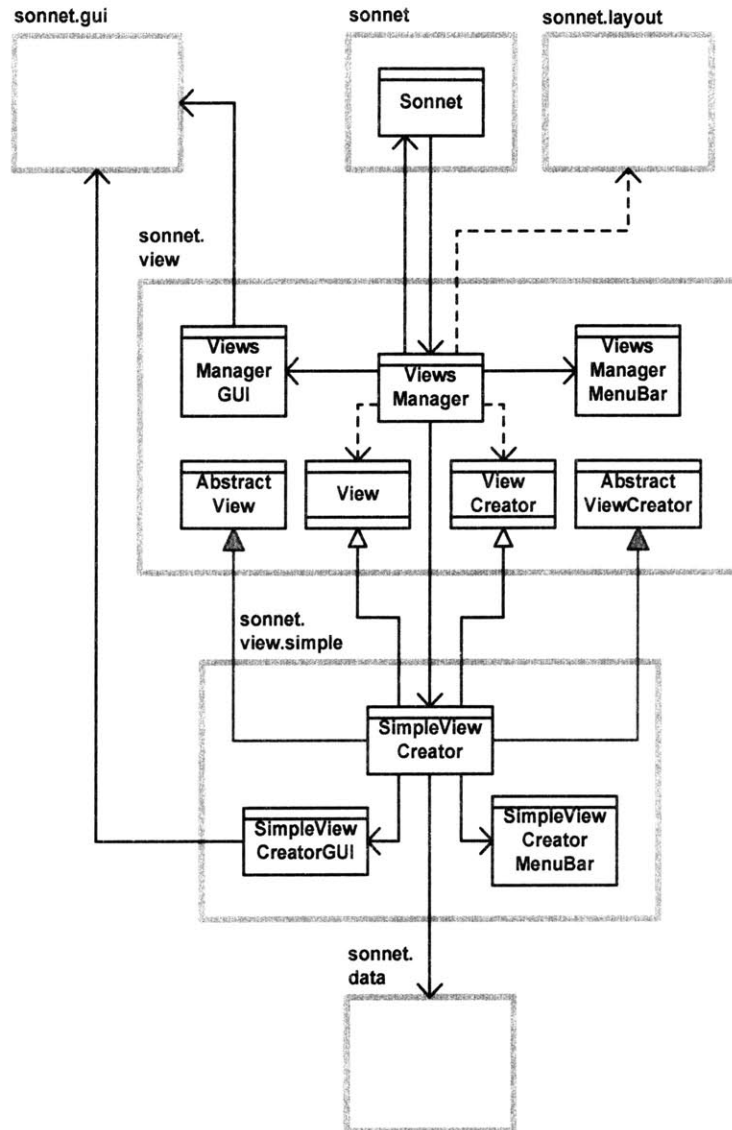 sonnet.gui
sonnet
sonnet.layout
Sonnet
sonnet.
view
Views
Manager
GUI
Views
Manager
Views
Manager
MenuBar
Abstract
View
View
View
Creator
Abstract
ViewCreator
sonnet.
view.simple
SimpleView
Creator
SimpleView
CreatorGUI
SimpleView
Creator
MenuBar
sonnet.
data